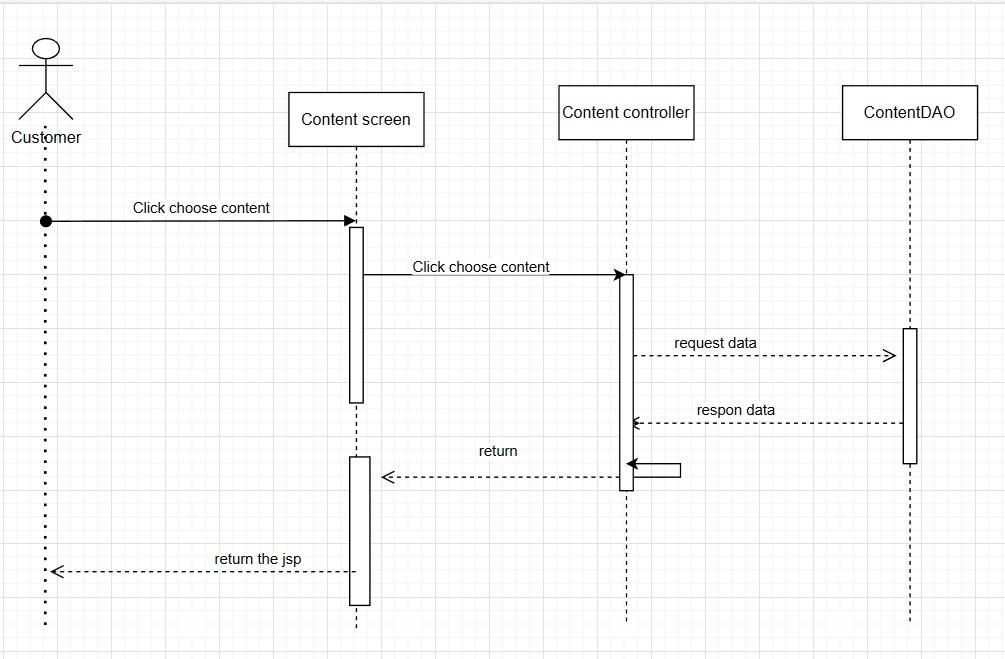 Customer
Content screen
Content controller
ContentDAO
Click choose content
Click choose content
request data
respon data
return
return the jsp